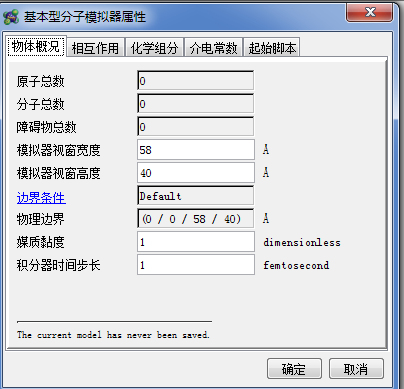 基本型分子模拟器属性
物体概况 相互作用 化学组分 介电常数 起始脚本
原子总数 0
分子总数 0
障碍物总数 0
模拟器视窗宽度 58 Å
模拟器视窗高度 40 Å
边界条件 Default
物理边界 (0 / 0 / 58 / 40) Å
媒质黏度 1 dimensionless
积分器时间步长 1 femtosecond
The current model has never been saved.
确定 取消